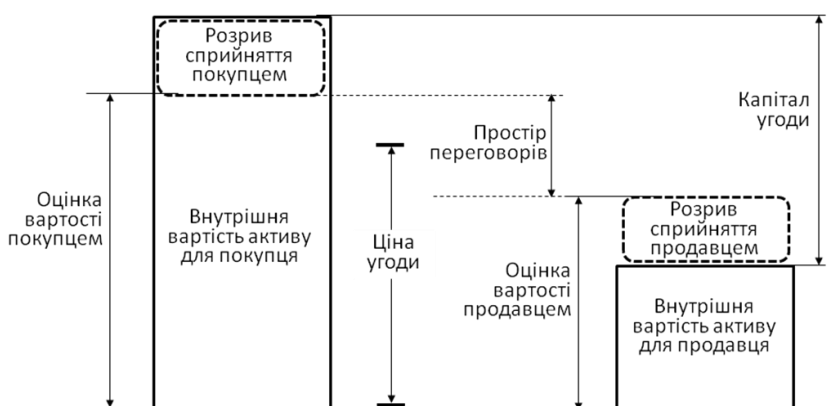 Розрив
сприйняття
покупцем
Оцінка
вартості
покупцем
Внутрішня
вартість активу
для покупця
Ціна
угоди
Простір
переговорів
Капітал
угоди
Розрив
сприйняття
продавцем
Оцінка
вартості
продавцем
Внутрішня
вартість активу
для продавця